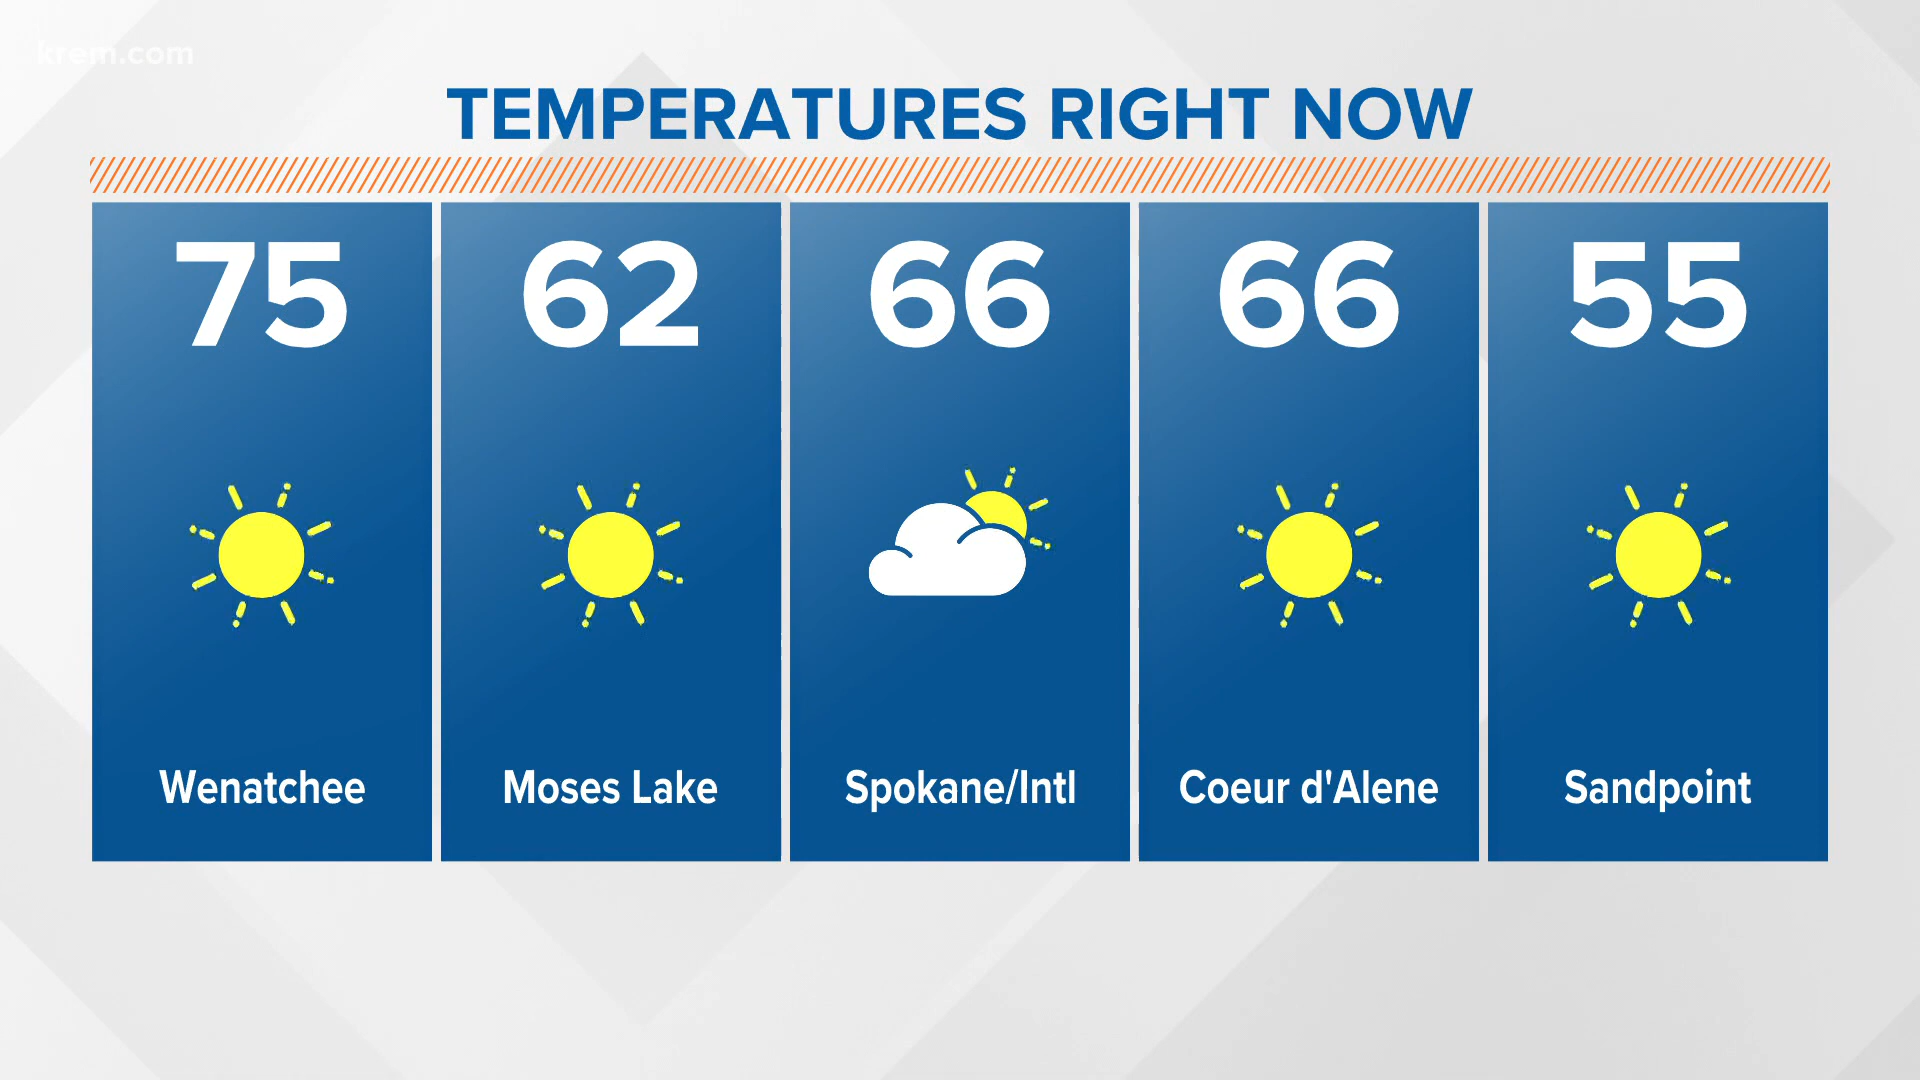 krem.com
TEMPERATURES RIGHT NOW
75 62 66 66 55
Wenatchee Moses Lake Spokane/Intl Coeur d'Alene Sandpoint